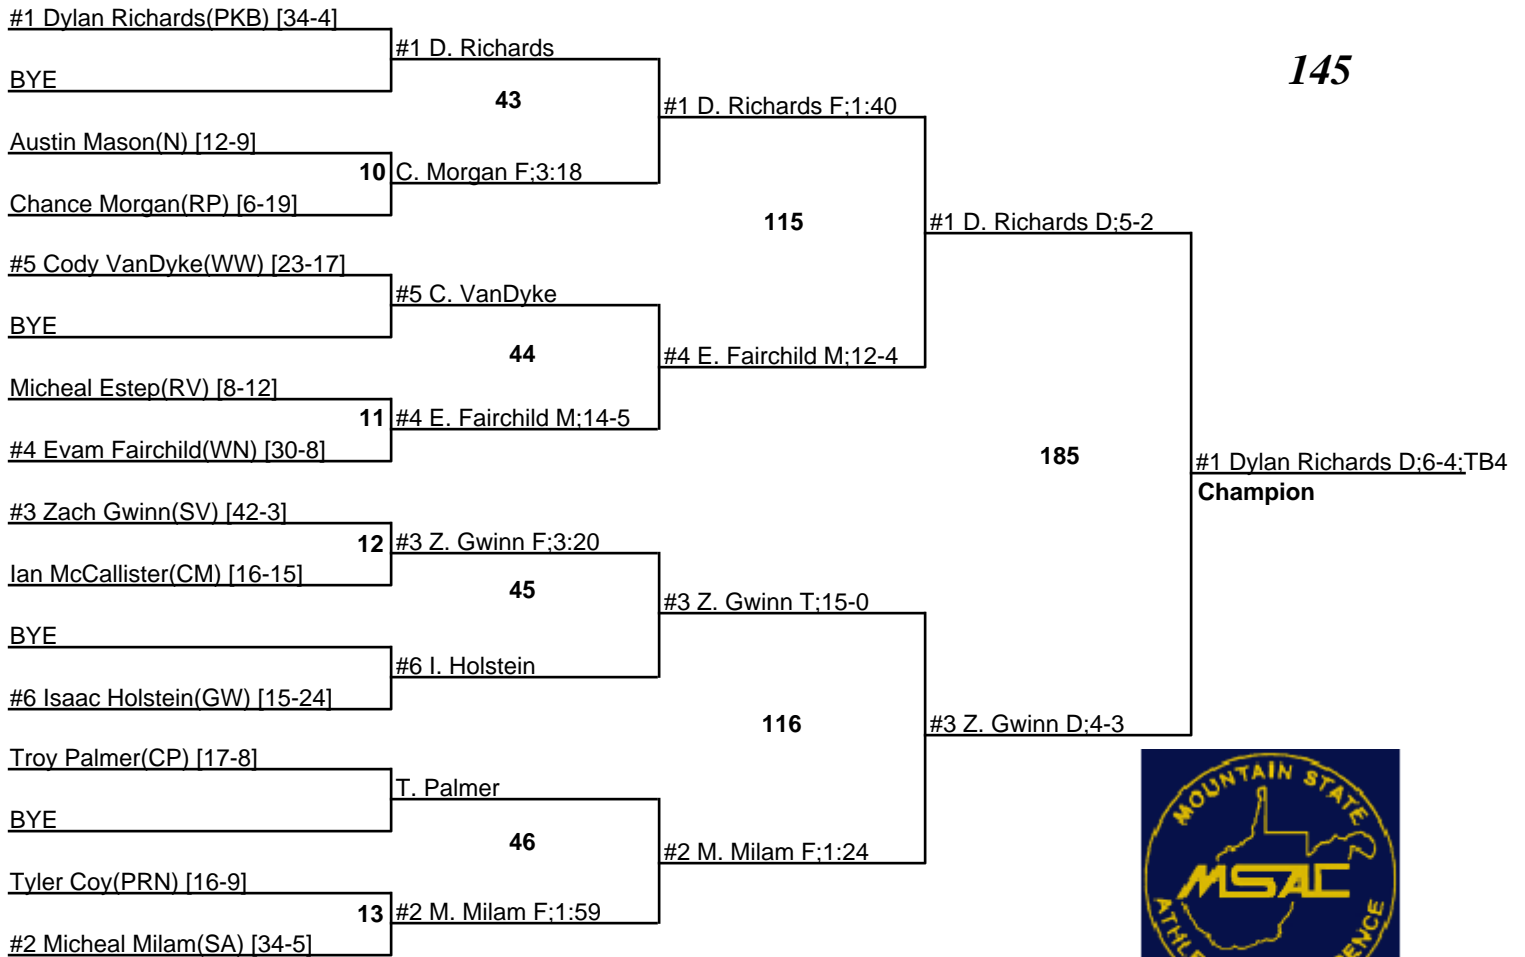 #1 Dylan Richards(PKB) [34-4]
BYE
Austin Mason(N) [12-9]
Chance Morgan(RP) [6-19]
#5 Cody VanDyke(WW) [23-17]
BYE
Micheal Estep(RV) [8-12]
#4 Evam Fairchild(WN) [30-8]
#3 Zach Gwinn(SV) [42-3]
Ian McCallister(CM) [16-15]
BYE
#6 Isaac Holstein(GW) [15-24]
Troy Palmer(CP) [17-8]
BYE
Tyler Coy(PRN) [16-9]
#2 Micheal Milam(SA) [34-5]
10
11
12
13
#1 D. Richards
C. Morgan F;3:18
#5 C. VanDyke
#4 E. Fairchild M;14-5
#3 Z. Gwinn F;3:20
#6 I. Holstein
T. Palmer
#2 M. Milam F;1:59
43
44
45
46
#1 D. Richards F;1:40
#4 E. Fairchild M;12-4
#3 Z. Gwinn T;15-0
#2 M. Milam F;1:24
115
116
#1 D. Richards D;5-2
#3 Z. Gwinn D;4-3
185
#1 Dylan Richards D;6-4;TB4
Champion
145
MOUNTAIN STATE
MSAC